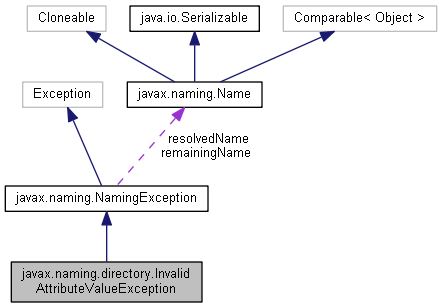 Cloneable
java.io.Serializable
Comparable< Object >
Exception
javax.naming.Name
resolvedName
remainingName
javax.naming.NamingException
javax.naming.directory.Invalid
AttributeValueException